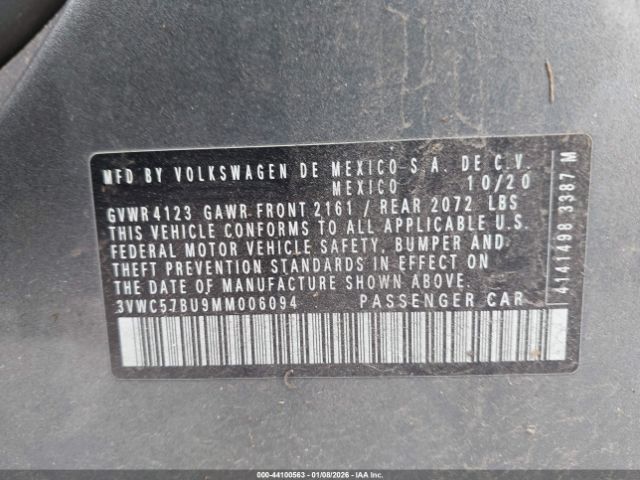 MFD BY VOLKSWAGEN DE MEXICO S.A. DE C.V.
MEXICO 10/20
GVWR 4123 GAWR FRONT 2161 / REAR 2072 LBS
THIS VEHICLE CONFORMS TO ALL APPLICABLE U.S.
FEDERAL MOTOR VEHICLE SAFETY, BUMPER AND
THEFT PREVENTION STANDARDS IN EFFECT ON
THE DATE OF MANUFACTURE SHOWN ABOVE.
3VWC57BU9MM006094 PASSENGER CAR
4141498 3387 M
000-44100563 - 01/08/2026 - COPART